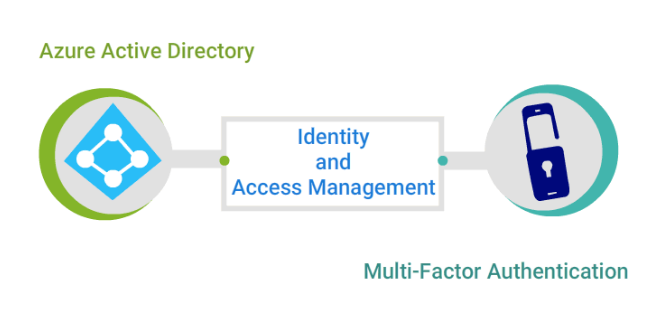 Azure Active Directory
Identity
and
Access Management
Multi-Factor Authentication